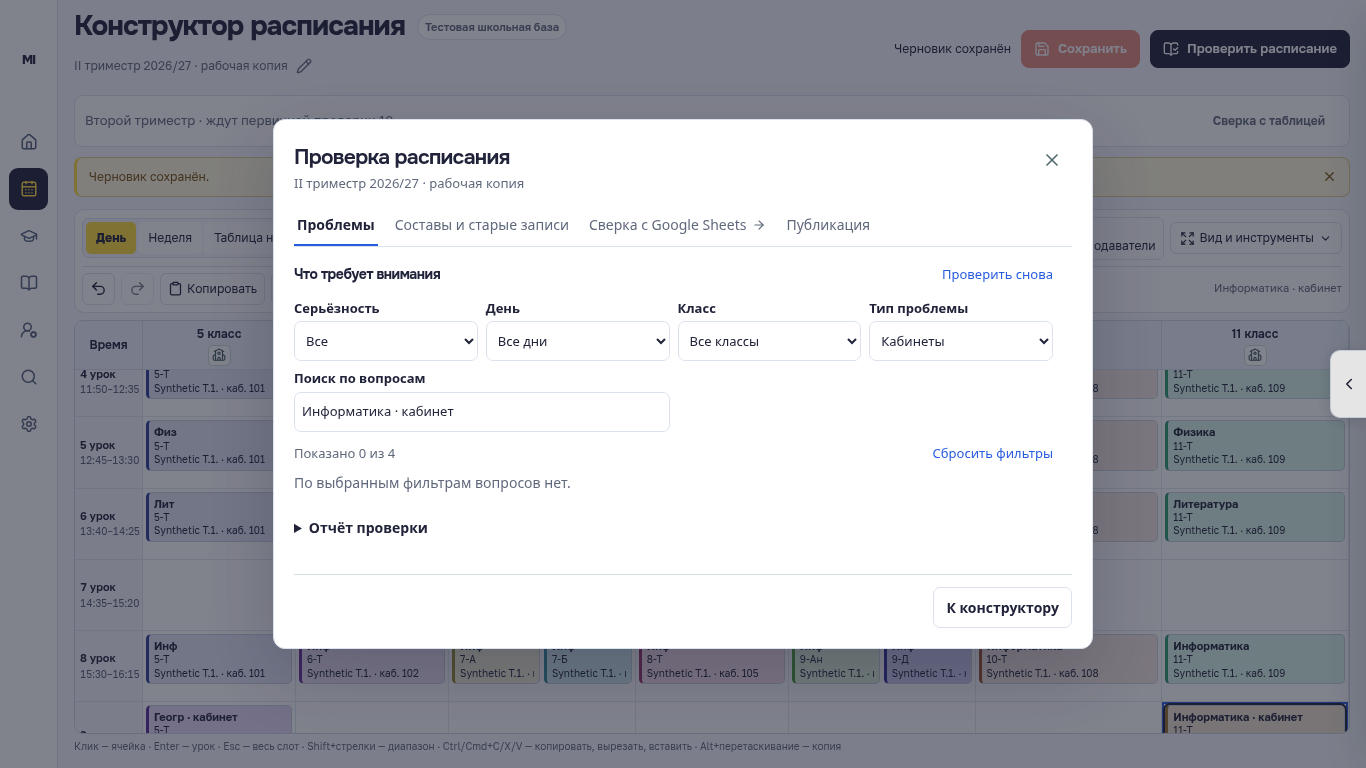 Конструктор расписания
Тестовая школьная база
II триместр 2026/27 · рабочая копия
Черновик сохранён
Сохранить
Проверить расписание
MI
Второй триместр · ждут
Сверка с таблицей
Черновик сохранён.
День
Неделя
Таблица
Вид и инструменты
Копировать
Информатика · кабинет
Проверка расписания
II триместр 2026/27 · рабочая копия
Проблемы
Составы и старые записи
Сверка с Google Sheets →
Публикация
Что требует внимания
Проверить снова
Серьёзность
День
Класс
Тип проблемы
Все
Все дни
Все классы
Кабинеты
Поиск по вопросам
Информатика · кабинет
Показано 0 из 4
Сбросить фильтры
По выбранным фильтрам вопросов нет.
Отчёт проверки
К конструктору
Время
5 класс
11 класс
4 урок
11:50–12:35
5-Т
Synthetic T.1. · каб. 101
11-Т
Synthetic T.1. · каб. 109
5 урок
12:45–13:30
Физ
5-Т
Synthetic T.1. · каб. 101
Физика
11-Т
Synthetic T.1. · каб. 109
6 урок
13:40–14:25
Лит
5-Т
Synthetic T.1. · каб. 101
Литература
11-Т
Synthetic T.1. · каб. 109
7 урок
14:35–15:20
8 урок
15:30–16:15
Инф
5-Т
Synthetic T.1. · каб. 101
6-Т
Synthetic T.1. · каб. 102
7-А
Synthetic T.1. ·
7-Б
Synthetic T.1. ·
8-Т
Synthetic T.1. · каб. 105
9-Ан
Synthetic T.1. ·
9-Д
Synthetic T.1. ·
10-Т
Synthetic T.1. · каб. 108
Информатика
11-Т
Synthetic T.1. · каб. 109
Геогр · кабинет
Информатика · кабинет
Клик — ячейка · Enter — урок · Esc — весь слот · Shift+стрелки — диапазон · Ctrl/Cmd+C/X/V — копировать, вырезать, вставить · Alt+перетаскивание — копия